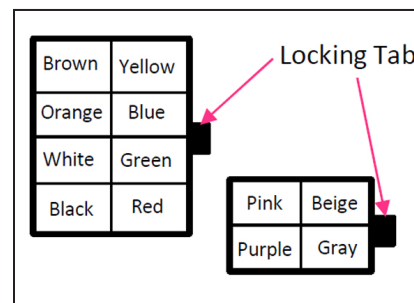 Brown Yellow
Locking Tab
Orange Blue
White Green
Black Red
Pink Beige
Purple Gray